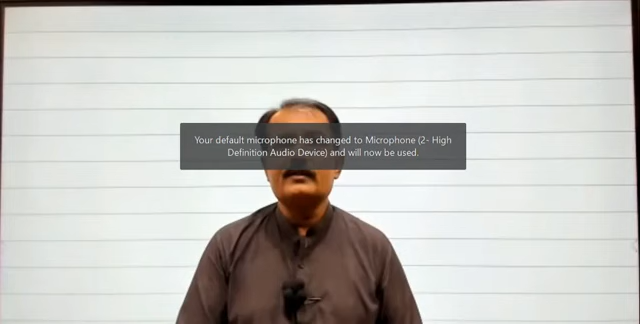 Your default microphone has changed to Microphone (2- High
Definition Audio Device) and will now be used.